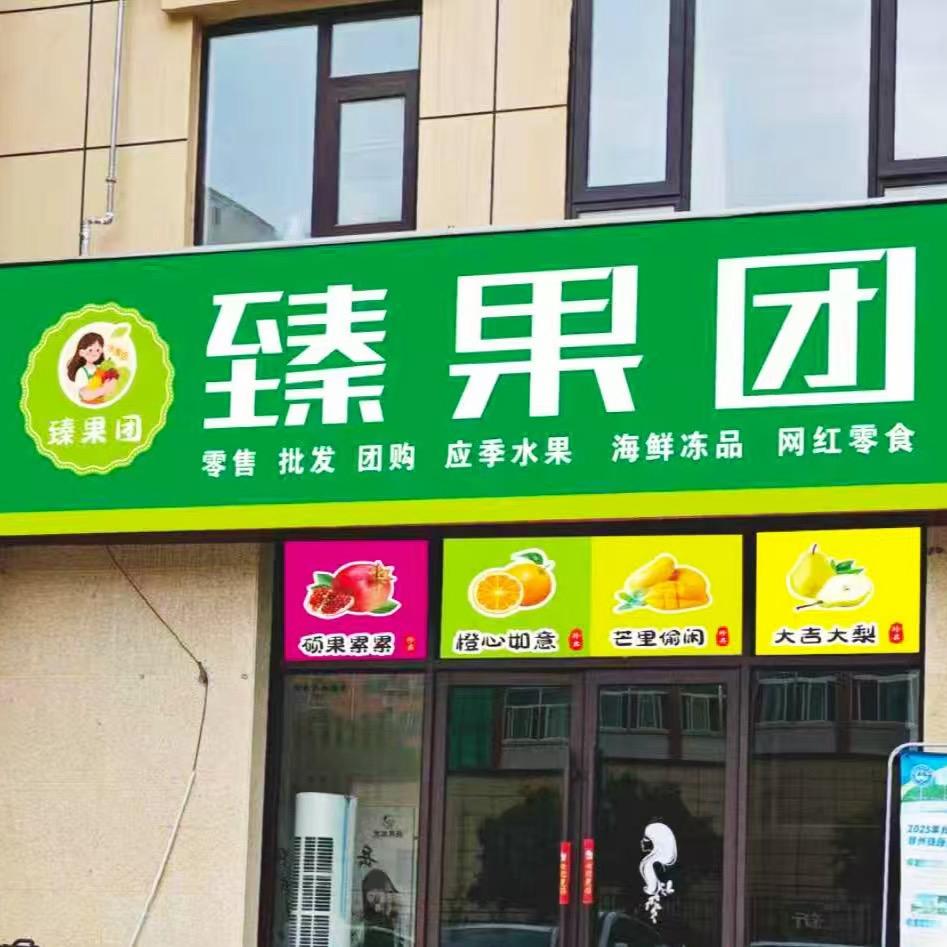 臻果团
臻果团
零售 批发 团购 应季水果 海鲜冻品 网红零食
硕果累累
橙心如意
芒里偷闲
大吉大梨